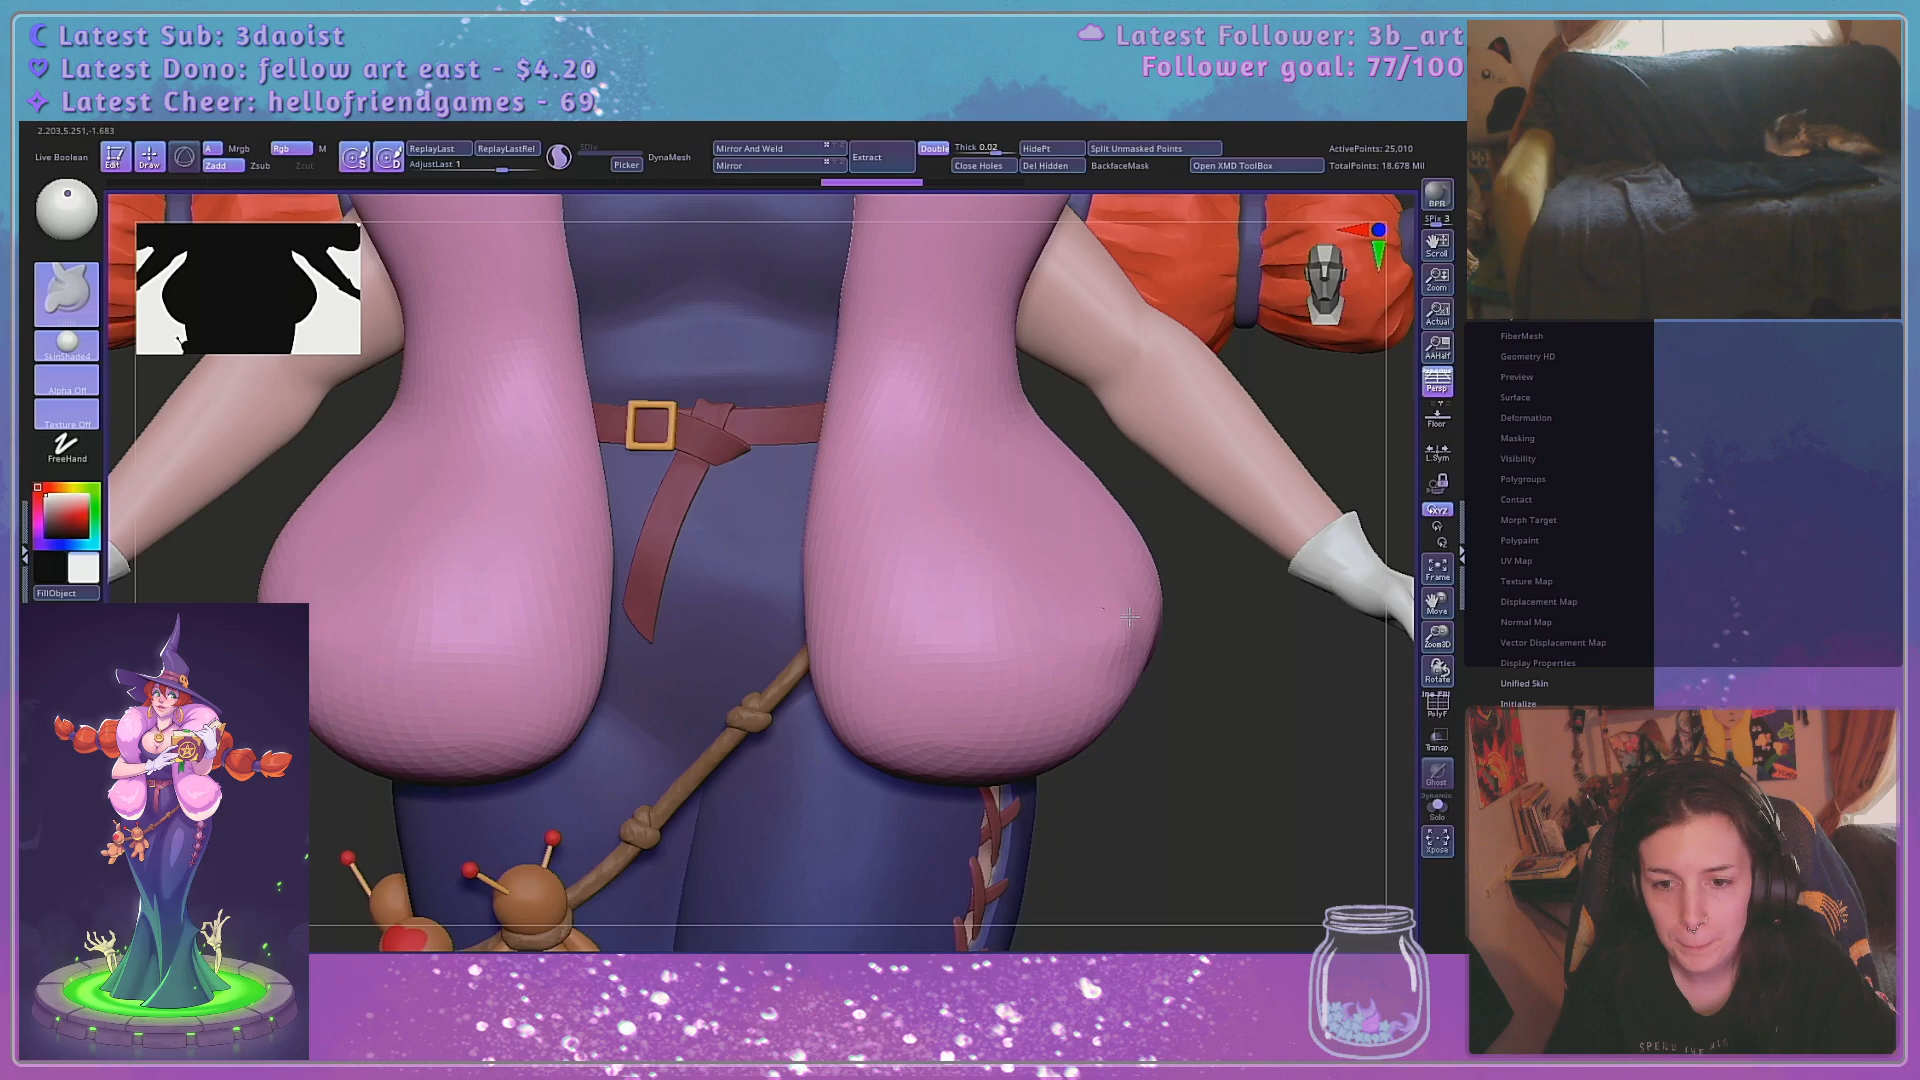 Latest Sub: 3daoist
Latest Dono: fellow art east - $4.20
Latest Cheer: hellofriendgames - 69
Latest Follower: 3b_art
Follower goal: 77/100
2.203,5.251,-1.683
Live Boolean
Edit
Draw
A
Mrgb
Rgb
M
Zadd
Zsub
Zcut
ReplayLast
ReplayLastRel
AdjustLast 1
SDiv
Picker
DynaMesh
Mirror And Weld
Mirror
Extract
Double
Thick 0.02
Close Holes
HidePt
Del Hidden
Split Unmasked Points
BackfaceMask
Open XMD ToolBox
ActivePoints: 25,010
TotalPoints: 18.678 Mil
SkinShade4
Alpha Off
Texture Off
FreeHand
FillObject
BPR
SPix 3
Scroll
Zoom
Actual
AAHalf
Persp
Floor
L.Sym
XYZ
Frame
Move
Zoom3D
Rotate
PolyF
Transp
Ghost
Dynamic
Solo
Xpose
FiberMesh
Geometry HD
Preview
Surface
Deformation
Masking
Visibility
Polygroups
Contact
Morph Target
Polypaint
UV Map
Texture Map
Displacement Map
Normal Map
Vector Displacement Map
Display Properties
Unified Skin
Initialize